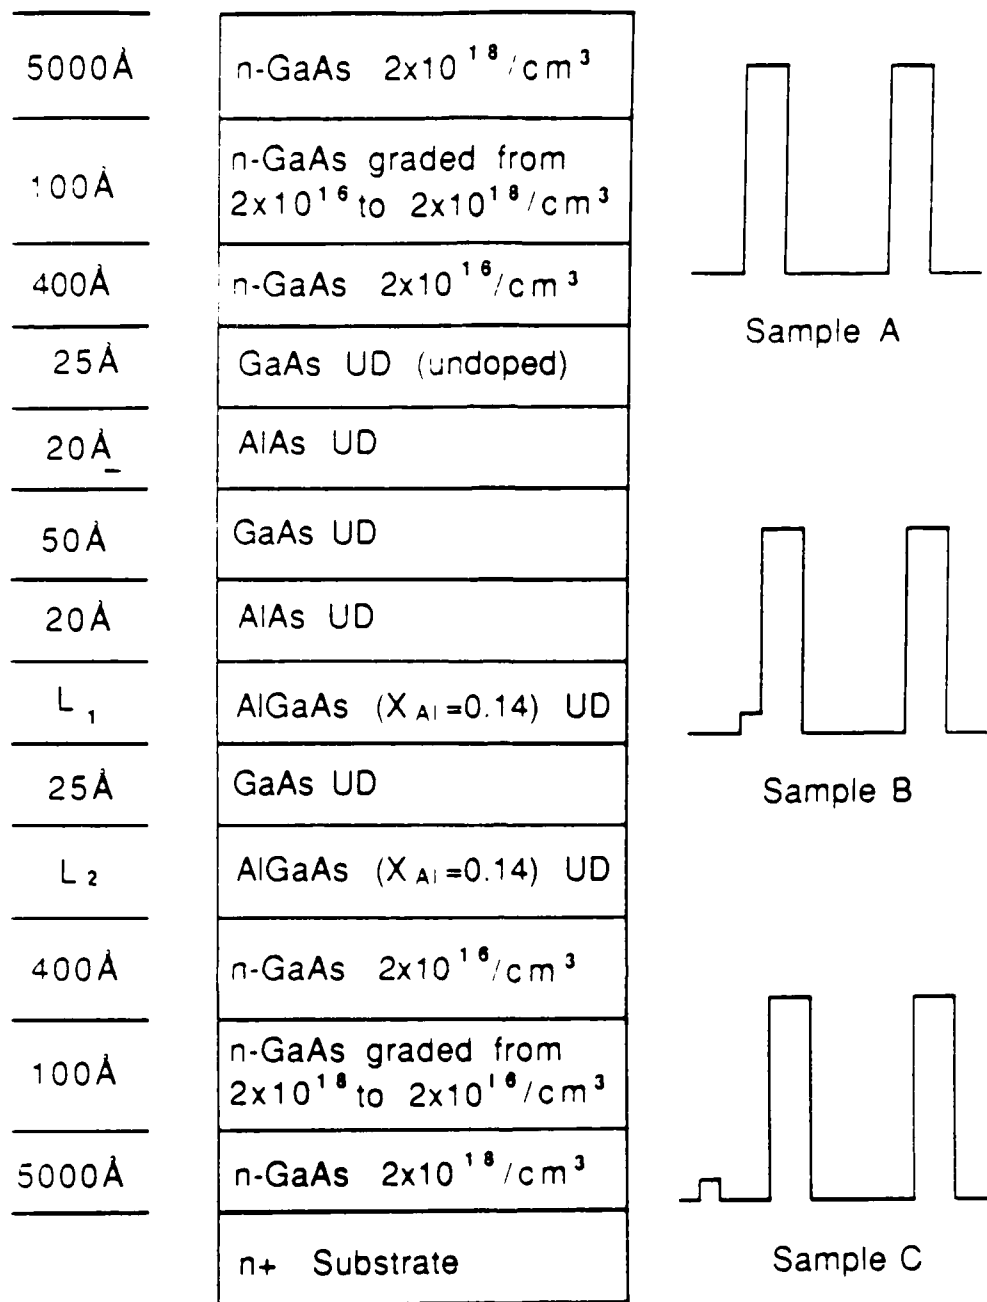 5000Å n-GaAs 2x10¹⁸/cm³
100Å n-GaAs graded from
2x10¹⁶ to 2x10¹⁸/cm³
400Å n-GaAs 2x10¹⁶/cm³
25Å GaAs UD (undoped)
20Å AlAs UD
50Å GaAs UD
20Å AlAs UD
L₁ AlGaAs (X Al=0.14) UD
25Å GaAs UD
L₂ AlGaAs (X Al=0.14) UD
400Å n-GaAs 2x10¹⁶/cm³
100Å n-GaAs graded from
2x10¹⁸ to 2x10¹⁶/cm³
5000Å n-GaAs 2x10¹⁸/cm³
n+ Substrate
Sample A
Sample B
Sample C